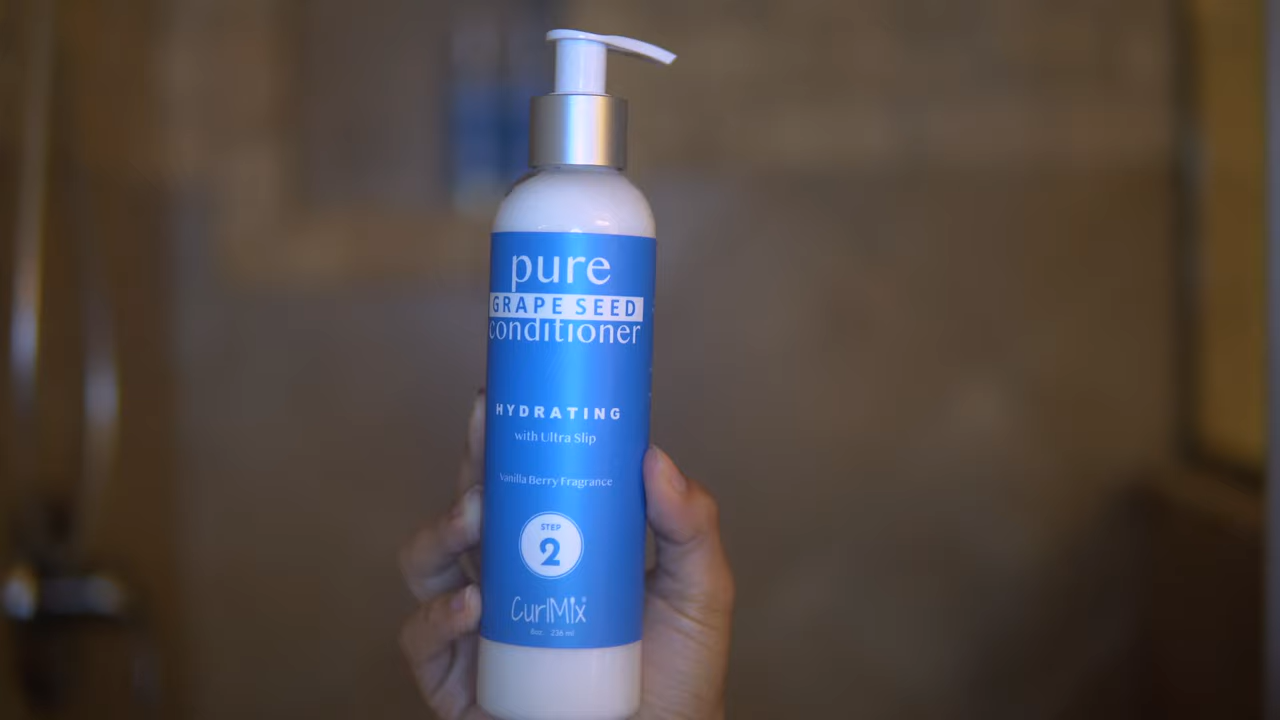 pure
GRAPE SEED
conditioner
HYDRATING
with Ultra Slip
Vanilla Berry Fragrance
STEP
2
CurlMix
8oz. 236 ml